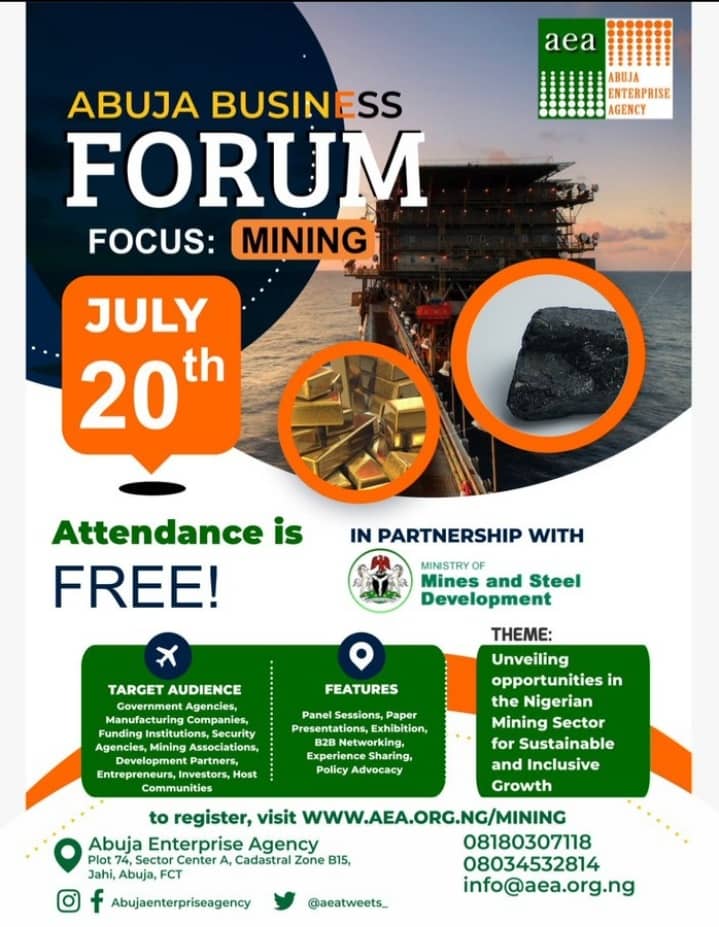 aea
ABUJA
ENTERPRISE
AGENCY
ABUJA BUSINESS
FORUM
FOCUS: MINING
JULY
20th
Attendance is
FREE!
IN PARTNERSHIP WITH
MINISTRY OF
Mines and Steel
Development
TARGET AUDIENCE
Government Agencies,
Manufacturing Companies,
Funding Institutions, Security
Agencies, Mining Associations,
Development Partners,
Entrepreneurs, Investors, Host
Communities
FEATURES
Panel Sessions, Paper
Presentations, Exhibition,
B2B Networking,
Experience Sharing,
Policy Advocacy
THEME:
Unveiling
opportunities in
the Nigerian
Mining Sector
for Sustainable
and Inclusive
Growth
to register, visit WWW.AEA.ORG.NG/MINING
Abuja Enterprise Agency
Plot 74, Sector Center A, Cadastral Zone B15,
Jahi, Abuja, FCT
Abujaenterpriseagency
@aeatweets_
08180307118
08034532814
info@aea.org.ng